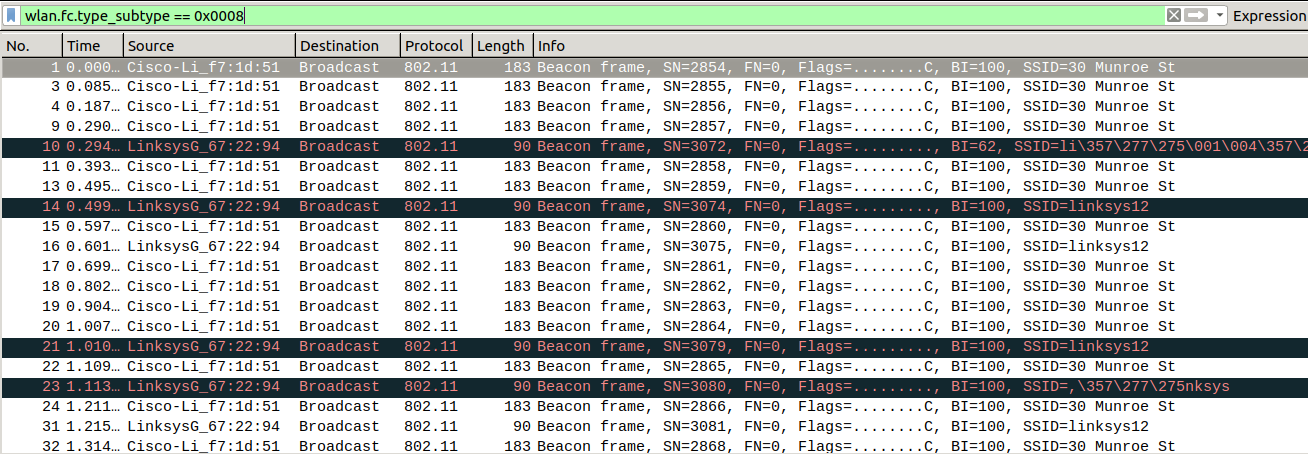 wlan.fc.type_subtype == 0x0008 Expression
No. Time Source Destination Protocol Length Info
1 0.000… Cisco-Li_f7:1d:51 Broadcast 802.11 183 Beacon frame, SN=2854, FN=0, Flags=........C, BI=100, SSID=30 Munroe St
3 0.085… Cisco-Li_f7:1d:51 Broadcast 802.11 183 Beacon frame, SN=2855, FN=0, Flags=........C, BI=100, SSID=30 Munroe St
4 0.187… Cisco-Li_f7:1d:51 Broadcast 802.11 183 Beacon frame, SN=2856, FN=0, Flags=........C, BI=100, SSID=30 Munroe St
9 0.290… Cisco-Li_f7:1d:51 Broadcast 802.11 183 Beacon frame, SN=2857, FN=0, Flags=........C, BI=100, SSID=30 Munroe St
10 0.294… LinksysG_67:22:94 Broadcast 802.11 90 Beacon frame, SN=3072, FN=0, Flags=........., BI=62, SSID=li\357\277\275\001\004\357\2
11 0.393… Cisco-Li_f7:1d:51 Broadcast 802.11 183 Beacon frame, SN=2858, FN=0, Flags=........C, BI=100, SSID=30 Munroe St
13 0.495… Cisco-Li_f7:1d:51 Broadcast 802.11 183 Beacon frame, SN=2859, FN=0, Flags=........C, BI=100, SSID=30 Munroe St
14 0.499… LinksysG_67:22:94 Broadcast 802.11 90 Beacon frame, SN=3074, FN=0, Flags=........., BI=100, SSID=linksys12
15 0.597… Cisco-Li_f7:1d:51 Broadcast 802.11 183 Beacon frame, SN=2860, FN=0, Flags=........C, BI=100, SSID=30 Munroe St
16 0.601… LinksysG_67:22:94 Broadcast 802.11 90 Beacon frame, SN=3075, FN=0, Flags=........., BI=100, SSID=linksys12
17 0.699… Cisco-Li_f7:1d:51 Broadcast 802.11 183 Beacon frame, SN=2861, FN=0, Flags=........C, BI=100, SSID=30 Munroe St
18 0.802… Cisco-Li_f7:1d:51 Broadcast 802.11 183 Beacon frame, SN=2862, FN=0, Flags=........C, BI=100, SSID=30 Munroe St
19 0.904… Cisco-Li_f7:1d:51 Broadcast 802.11 183 Beacon frame, SN=2863, FN=0, Flags=........C, BI=100, SSID=30 Munroe St
20 1.007… Cisco-Li_f7:1d:51 Broadcast 802.11 183 Beacon frame, SN=2864, FN=0, Flags=........C, BI=100, SSID=30 Munroe St
21 1.010… LinksysG_67:22:94 Broadcast 802.11 90 Beacon frame, SN=3079, FN=0, Flags=........., BI=100, SSID=linksys12
22 1.109… Cisco-Li_f7:1d:51 Broadcast 802.11 183 Beacon frame, SN=2865, FN=0, Flags=........C, BI=100, SSID=30 Munroe St
23 1.113… LinksysG_67:22:94 Broadcast 802.11 90 Beacon frame, SN=3080, FN=0, Flags=........., BI=100, SSID=,\357\277\275nksys
24 1.211… Cisco-Li_f7:1d:51 Broadcast 802.11 183 Beacon frame, SN=2866, FN=0, Flags=........C, BI=100, SSID=30 Munroe St
31 1.215… LinksysG_67:22:94 Broadcast 802.11 90 Beacon frame, SN=3081, FN=0, Flags=........., BI=100, SSID=linksys12
32 1.314… Cisco-Li_f7:1d:51 Broadcast 802.11 183 Beacon frame, SN=2868, FN=0, Flags=........C, BI=100, SSID=30 Munroe St